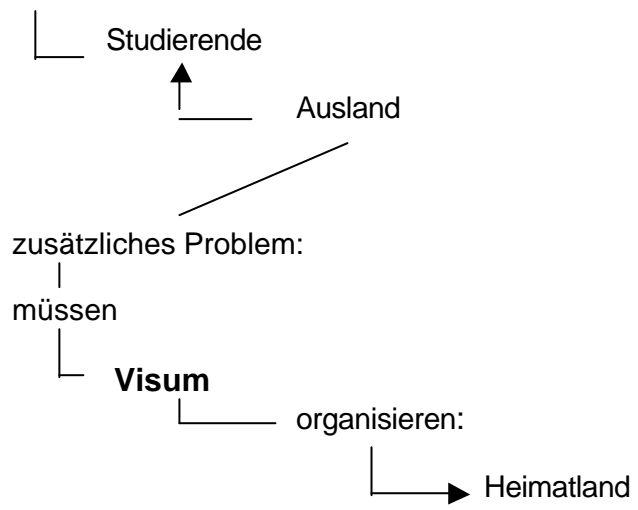 Studierende
Ausland
zusätzliches Problem:
müssen
Visum
organisieren:
Heimatland